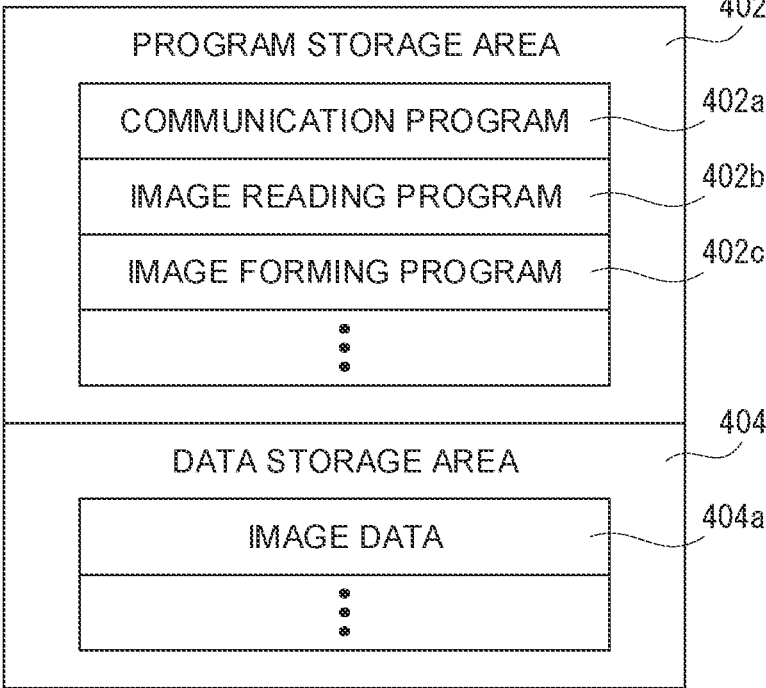 402
PROGRAM STORAGE AREA
COMMUNICATION PROGRAM 402a
IMAGE READING PROGRAM 402b
IMAGE FORMING PROGRAM 402c
404
DATA STORAGE AREA
IMAGE DATA 404a